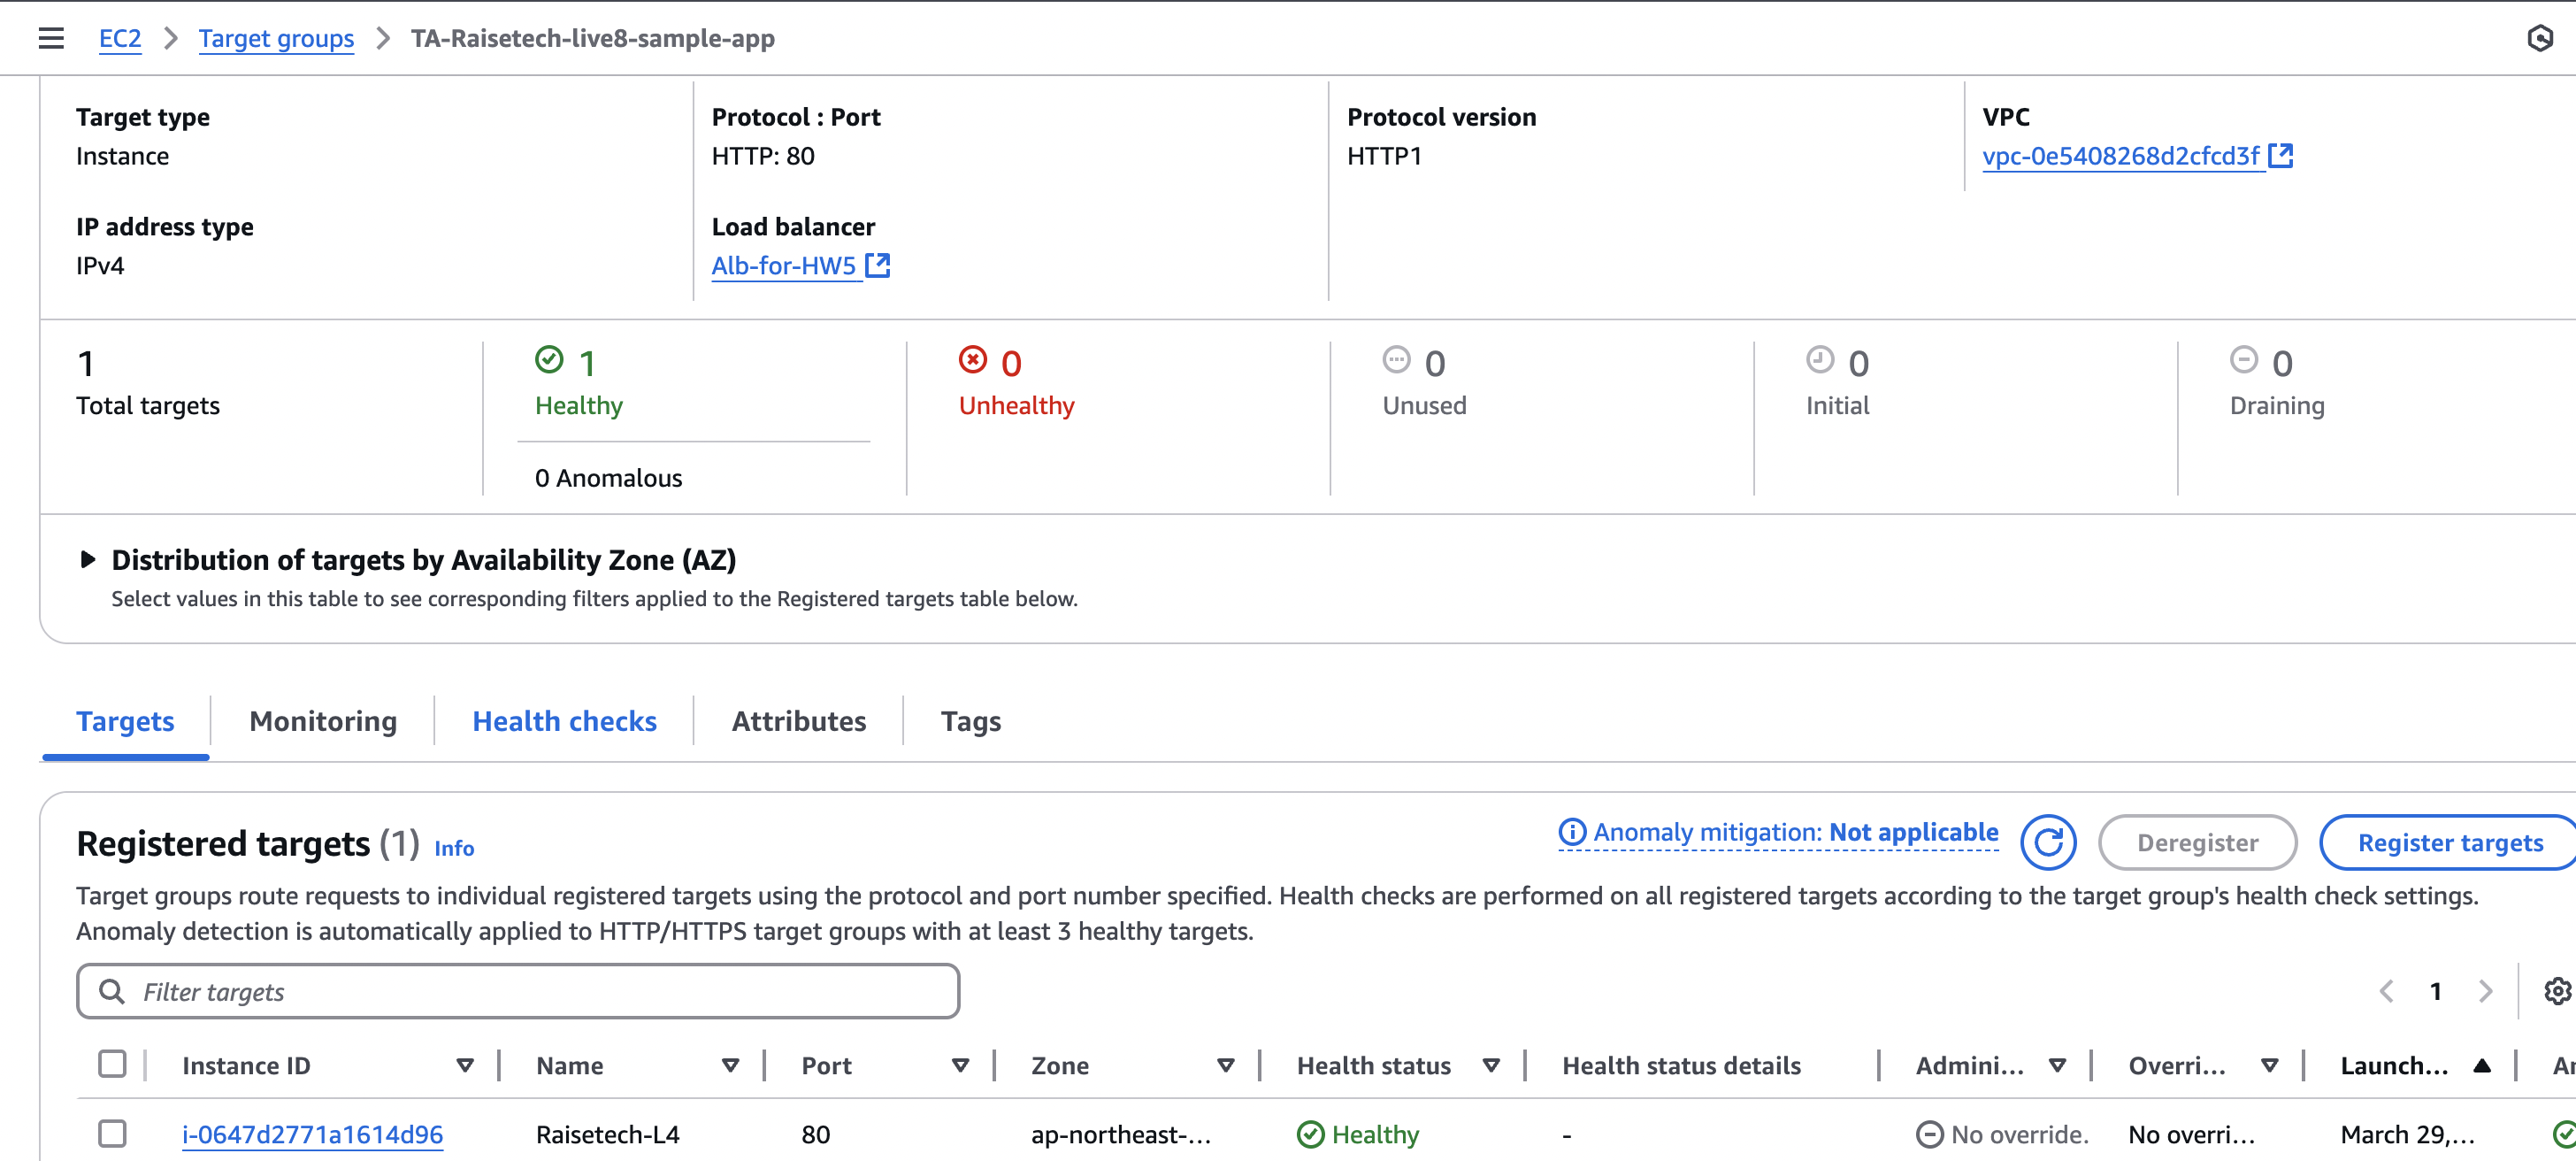 EC2 > Target groups > TA-Raisetech-live8-sample-app
Target type
Instance
Protocol : Port
HTTP: 80
Protocol version
HTTP1
VPC
vpc-0e5408268d2cfcd3f
IP address type
IPv4
Load balancer
Alb-for-HW5
1
Total targets
1
Healthy
0 Anomalous
0
Unhealthy
0
Unused
0
Initial
0
Draining
Distribution of targets by Availability Zone (AZ)
Select values in this table to see corresponding filters applied to the Registered targets table below.
Targets Monitoring Health checks Attributes Tags
Registered targets (1) Info
Anomaly mitigation: Not applicable
Deregister
Register targets
Target groups route requests to individual registered targets using the protocol and port number specified. Health checks are performed on all registered targets according to the target group's health check settings.
Anomaly detection is automatically applied to HTTP/HTTPS target groups with at least 3 healthy targets.
Filter targets
1
Instance ID Name Port Zone Health status Health status details Admini... Overri... Launch...
i-0647d2771a1614d96 Raisetech-L4 80 ap-northeast-... Healthy - No override. No overri... March 29,...